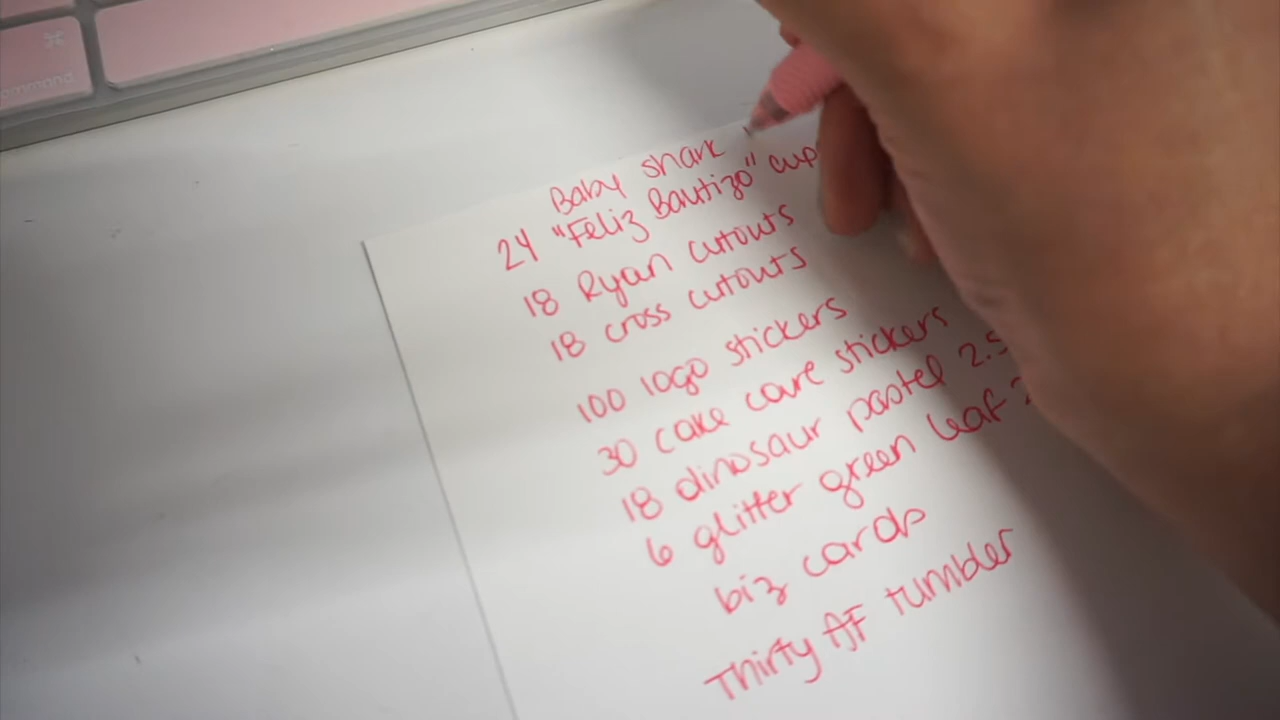 command
Baby shark
24 "Feliz Bautizo" cup
18 Ryan cutouts
18 cross cutouts
100 logo stickers
30 cake care stickers
18 dinosaur pastel 2.5
6 glitter green leaf
biz cards
Thirty AF tumbler